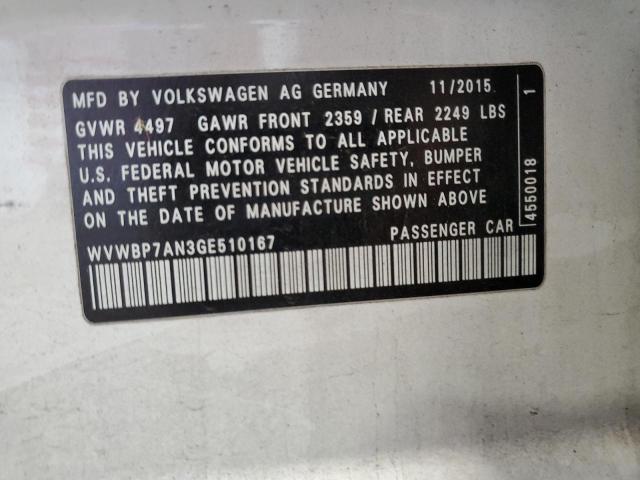 MFD BY VOLKSWAGEN AG GERMANY 11/2015
GVWR 4497 GAWR FRONT 2359 / REAR 2249 LBS
THIS VEHICLE CONFORMS TO ALL APPLICABLE
U.S. FEDERAL MOTOR VEHICLE SAFETY, BUMPER
AND THEFT PREVENTION STANDARDS IN EFFECT
ON THE DATE OF MANUFACTURE SHOWN ABOVE
WVWBP7AN3GE510167 PASSENGER CAR
4550018 1